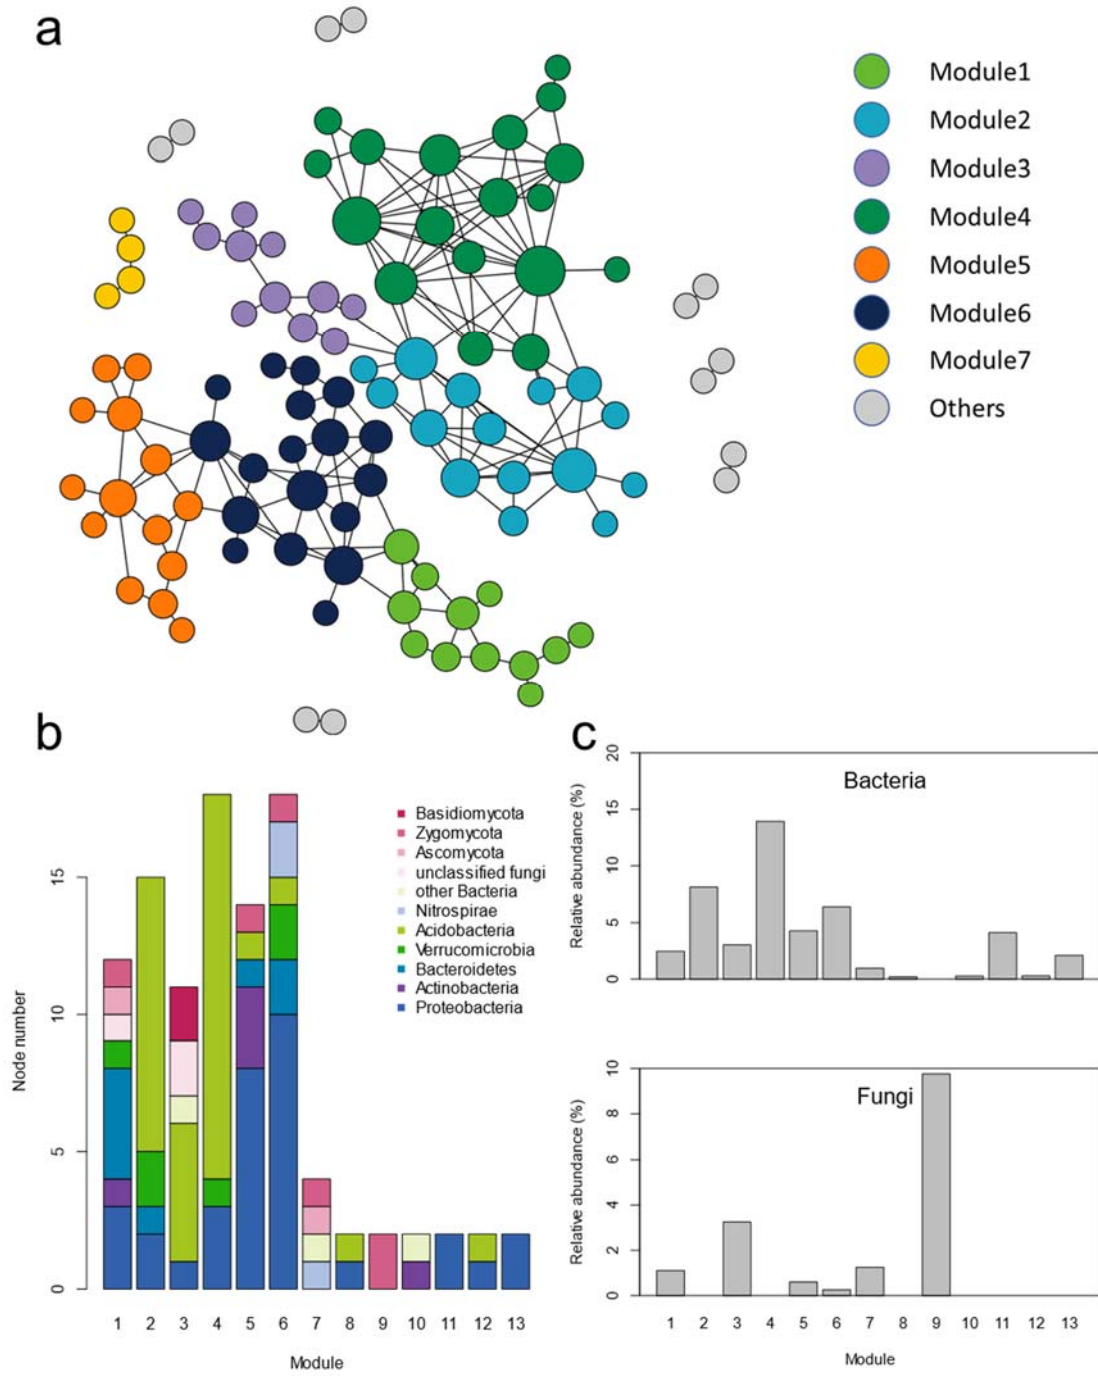 a
Module1
Module2
Module3
Module4
Module5
Module6
Module7
Others
b
Basidiomycota
Zygomycota
Ascomycota
unclassified fungi
other Bacteria
Nitrospirae
Acidobacteria
Verrucomicrobia
Bacteroidetes
Actinobacteria
Proteobacteria
Node number
15
10
5
0
1 2 3 4 5 6 7 8 9 10 11 12 13
Module
c
Bacteria
Relative abundance (%)
20
15
10
5
0
Fungi
Relative abundance (%)
10
8
6
4
2
0
1 2 3 4 5 6 7 8 9 10 11 12 13
Module